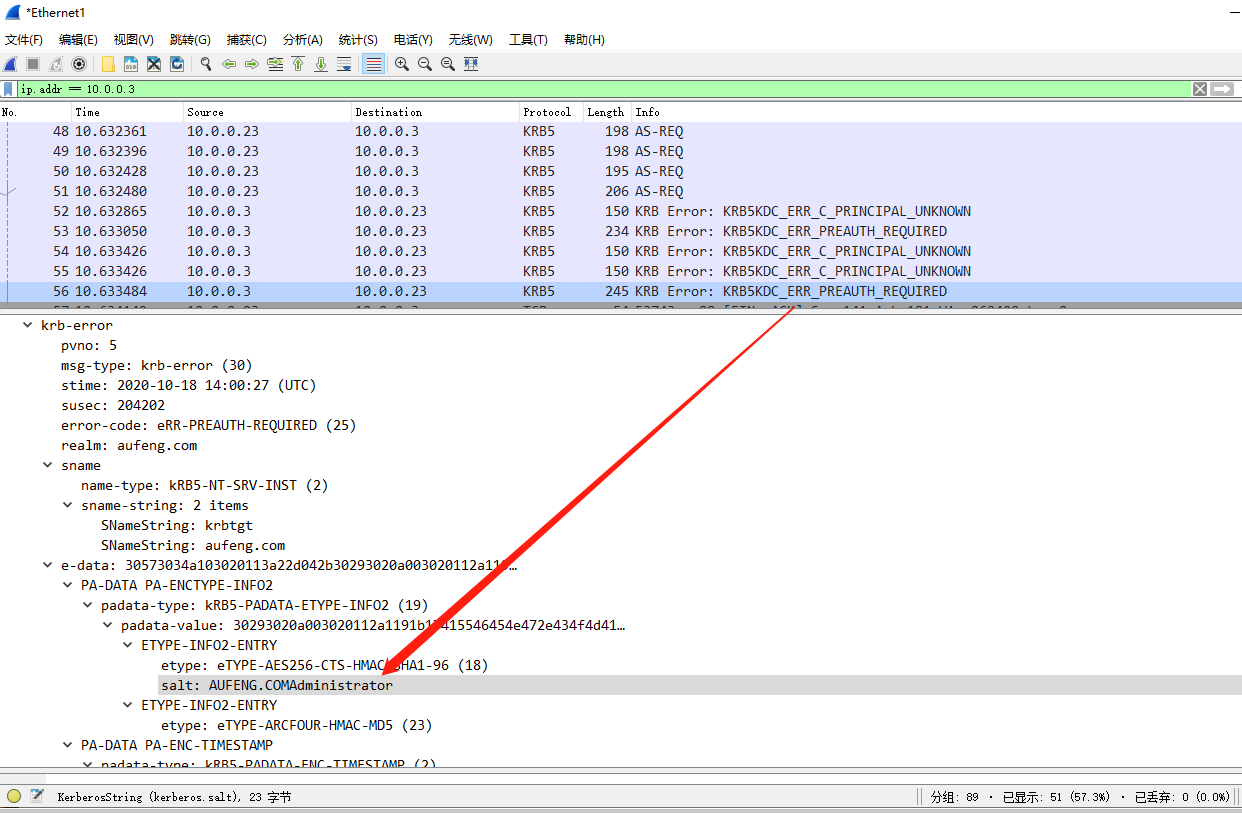 *Ethernet1
文件(F) 编辑(E) 视图(V) 跳转(G) 捕获(C) 分析(A) 统计(S) 电话(Y) 无线(W) 工具(T) 帮助(H)
ip.addr == 10.0.0.3
No. Time Source Destination Protocol Length Info
48 10.632361 10.0.0.23 10.0.0.3 KRB5 198 AS-REQ
49 10.632396 10.0.0.23 10.0.0.3 KRB5 198 AS-REQ
50 10.632428 10.0.0.23 10.0.0.3 KRB5 195 AS-REQ
51 10.632480 10.0.0.23 10.0.0.3 KRB5 206 AS-REQ
52 10.632865 10.0.0.3 10.0.0.23 KRB5 150 KRB Error: KRB5KDC_ERR_C_PRINCIPAL_UNKNOWN
53 10.633050 10.0.0.3 10.0.0.23 KRB5 234 KRB Error: KRB5KDC_ERR_PREAUTH_REQUIRED
54 10.633426 10.0.0.3 10.0.0.23 KRB5 150 KRB Error: KRB5KDC_ERR_C_PRINCIPAL_UNKNOWN
55 10.633426 10.0.0.3 10.0.0.23 KRB5 150 KRB Error: KRB5KDC_ERR_C_PRINCIPAL_UNKNOWN
56 10.633484 10.0.0.3 10.0.0.23 KRB5 245 KRB Error: KRB5KDC_ERR_PREAUTH_REQUIRED
krb-error
pvno: 5
msg-type: krb-error (30)
stime: 2020-10-18 14:00:27 (UTC)
susec: 204202
error-code: eRR-PREAUTH-REQUIRED (25)
realm: aufeng.com
sname
name-type: kRB5-NT-SRV-INST (2)
sname-string: 2 items
SNameString: krbtgt
SNameString: aufeng.com
e-data:
PA-DATA PA-ENCTYPE-INFO2
padata-type: kRB5-PADATA-ETYPE-INFO2 (19)
padata-value:
ETYPE-INFO2-ENTRY
etype: eTYPE-AES256-CTS-HMAC-SHA1-96 (18)
salt: AUFENG.COMAdministrator
ETYPE-INFO2-ENTRY
etype: eTYPE-ARCFOUR-HMAC-MD5 (23)
PA-DATA PA-ENC-TIMESTAMP
padata-type: kRB5-PADATA-ENC-TIMESTAMP (2)
KerberosString (kerberos.salt), 23 字节 分组: 89 · 已显示: 51 (57.3%) · 已丢弃: 0 (0.0%)